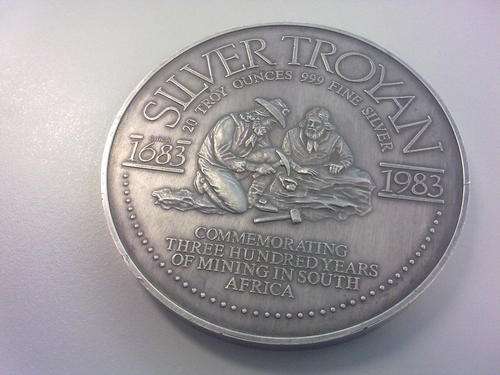 SILVER TROYAN
20 TROY OUNCES 999 FINE SILVER
1683
1983
COMMEMORATING
THREE HUNDRED YEARS
OF MINING IN SOUTH
AFRICA